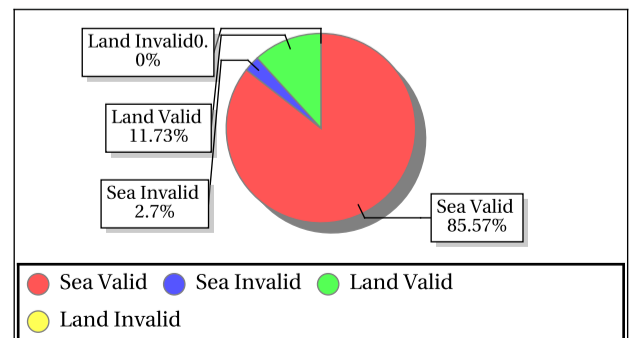 Land Invalid0.
0%
Land Valid
11.73%
Sea Invalid
2.7%
Sea Valid
85.57%
Sea Valid Sea Invalid Land Valid
Land Invalid